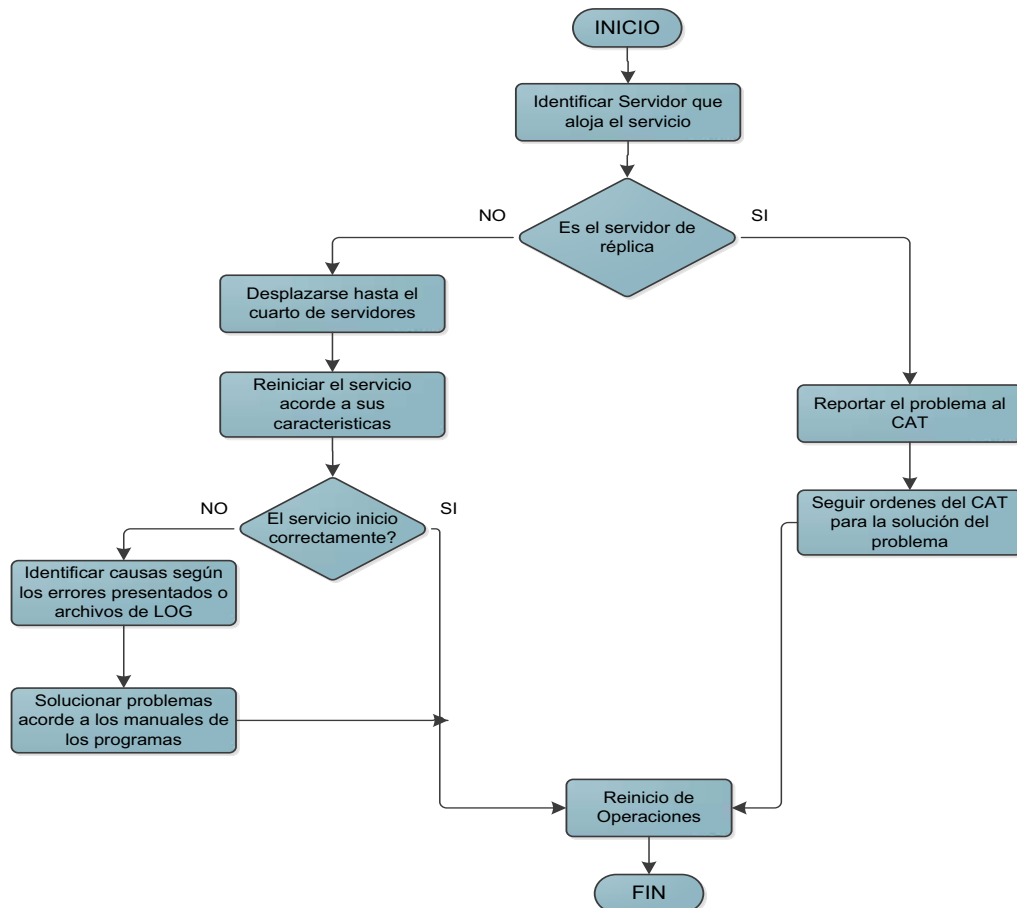 INICIO
Identificar Servidor que
aloja el servicio
NO
SI
Es el servidor de
réplica
Desplazarse hasta el
cuarto de servidores
Reiniciar el servicio
acorde a sus
caracteristicas
Reportar el problema al
CAT
NO
SI
El servicio inicio
correctamente?
Seguir ordenes del CAT
para la solución del
problema
Identificar causas según
los errores presentados o
archivos de LOG
Solucionar problemas
acorde a los manuales de
los programas
Reinicio de
Operaciones
FIN